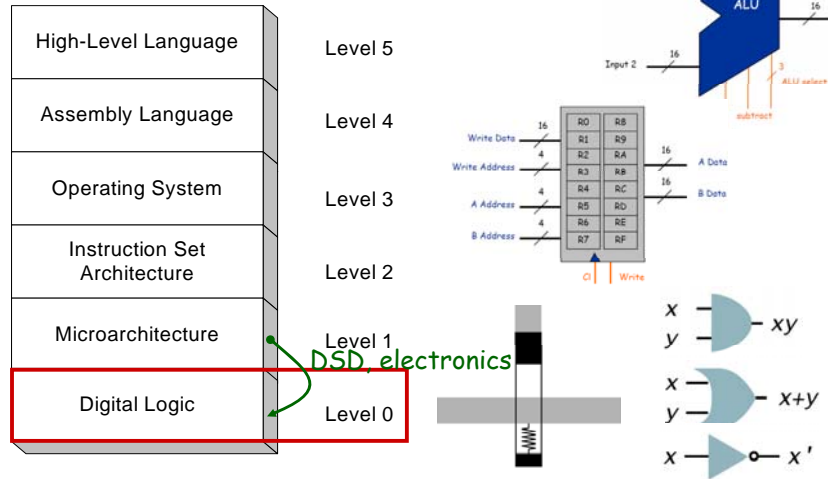 High-Level Language
Level 5
Assembly Language
Level 4
Operating System
Level 3
Instruction Set
Architecture
Level 2
Microarchitecture
Level 1
DSD, electronics
Digital Logic
Level 0
ALU
16
Input 2
16
3
ALU select
subtract
Write Data
16
Write Address
4
A Address
4
B Address
4
R0 R8
R1 R9
R2 RA
R3 RB
R4 RC
R5 RD
R6 RE
R7 RF
16
A Data
16
B Data
Cl Write
x
y
xy
x
y
x+y
x
x'